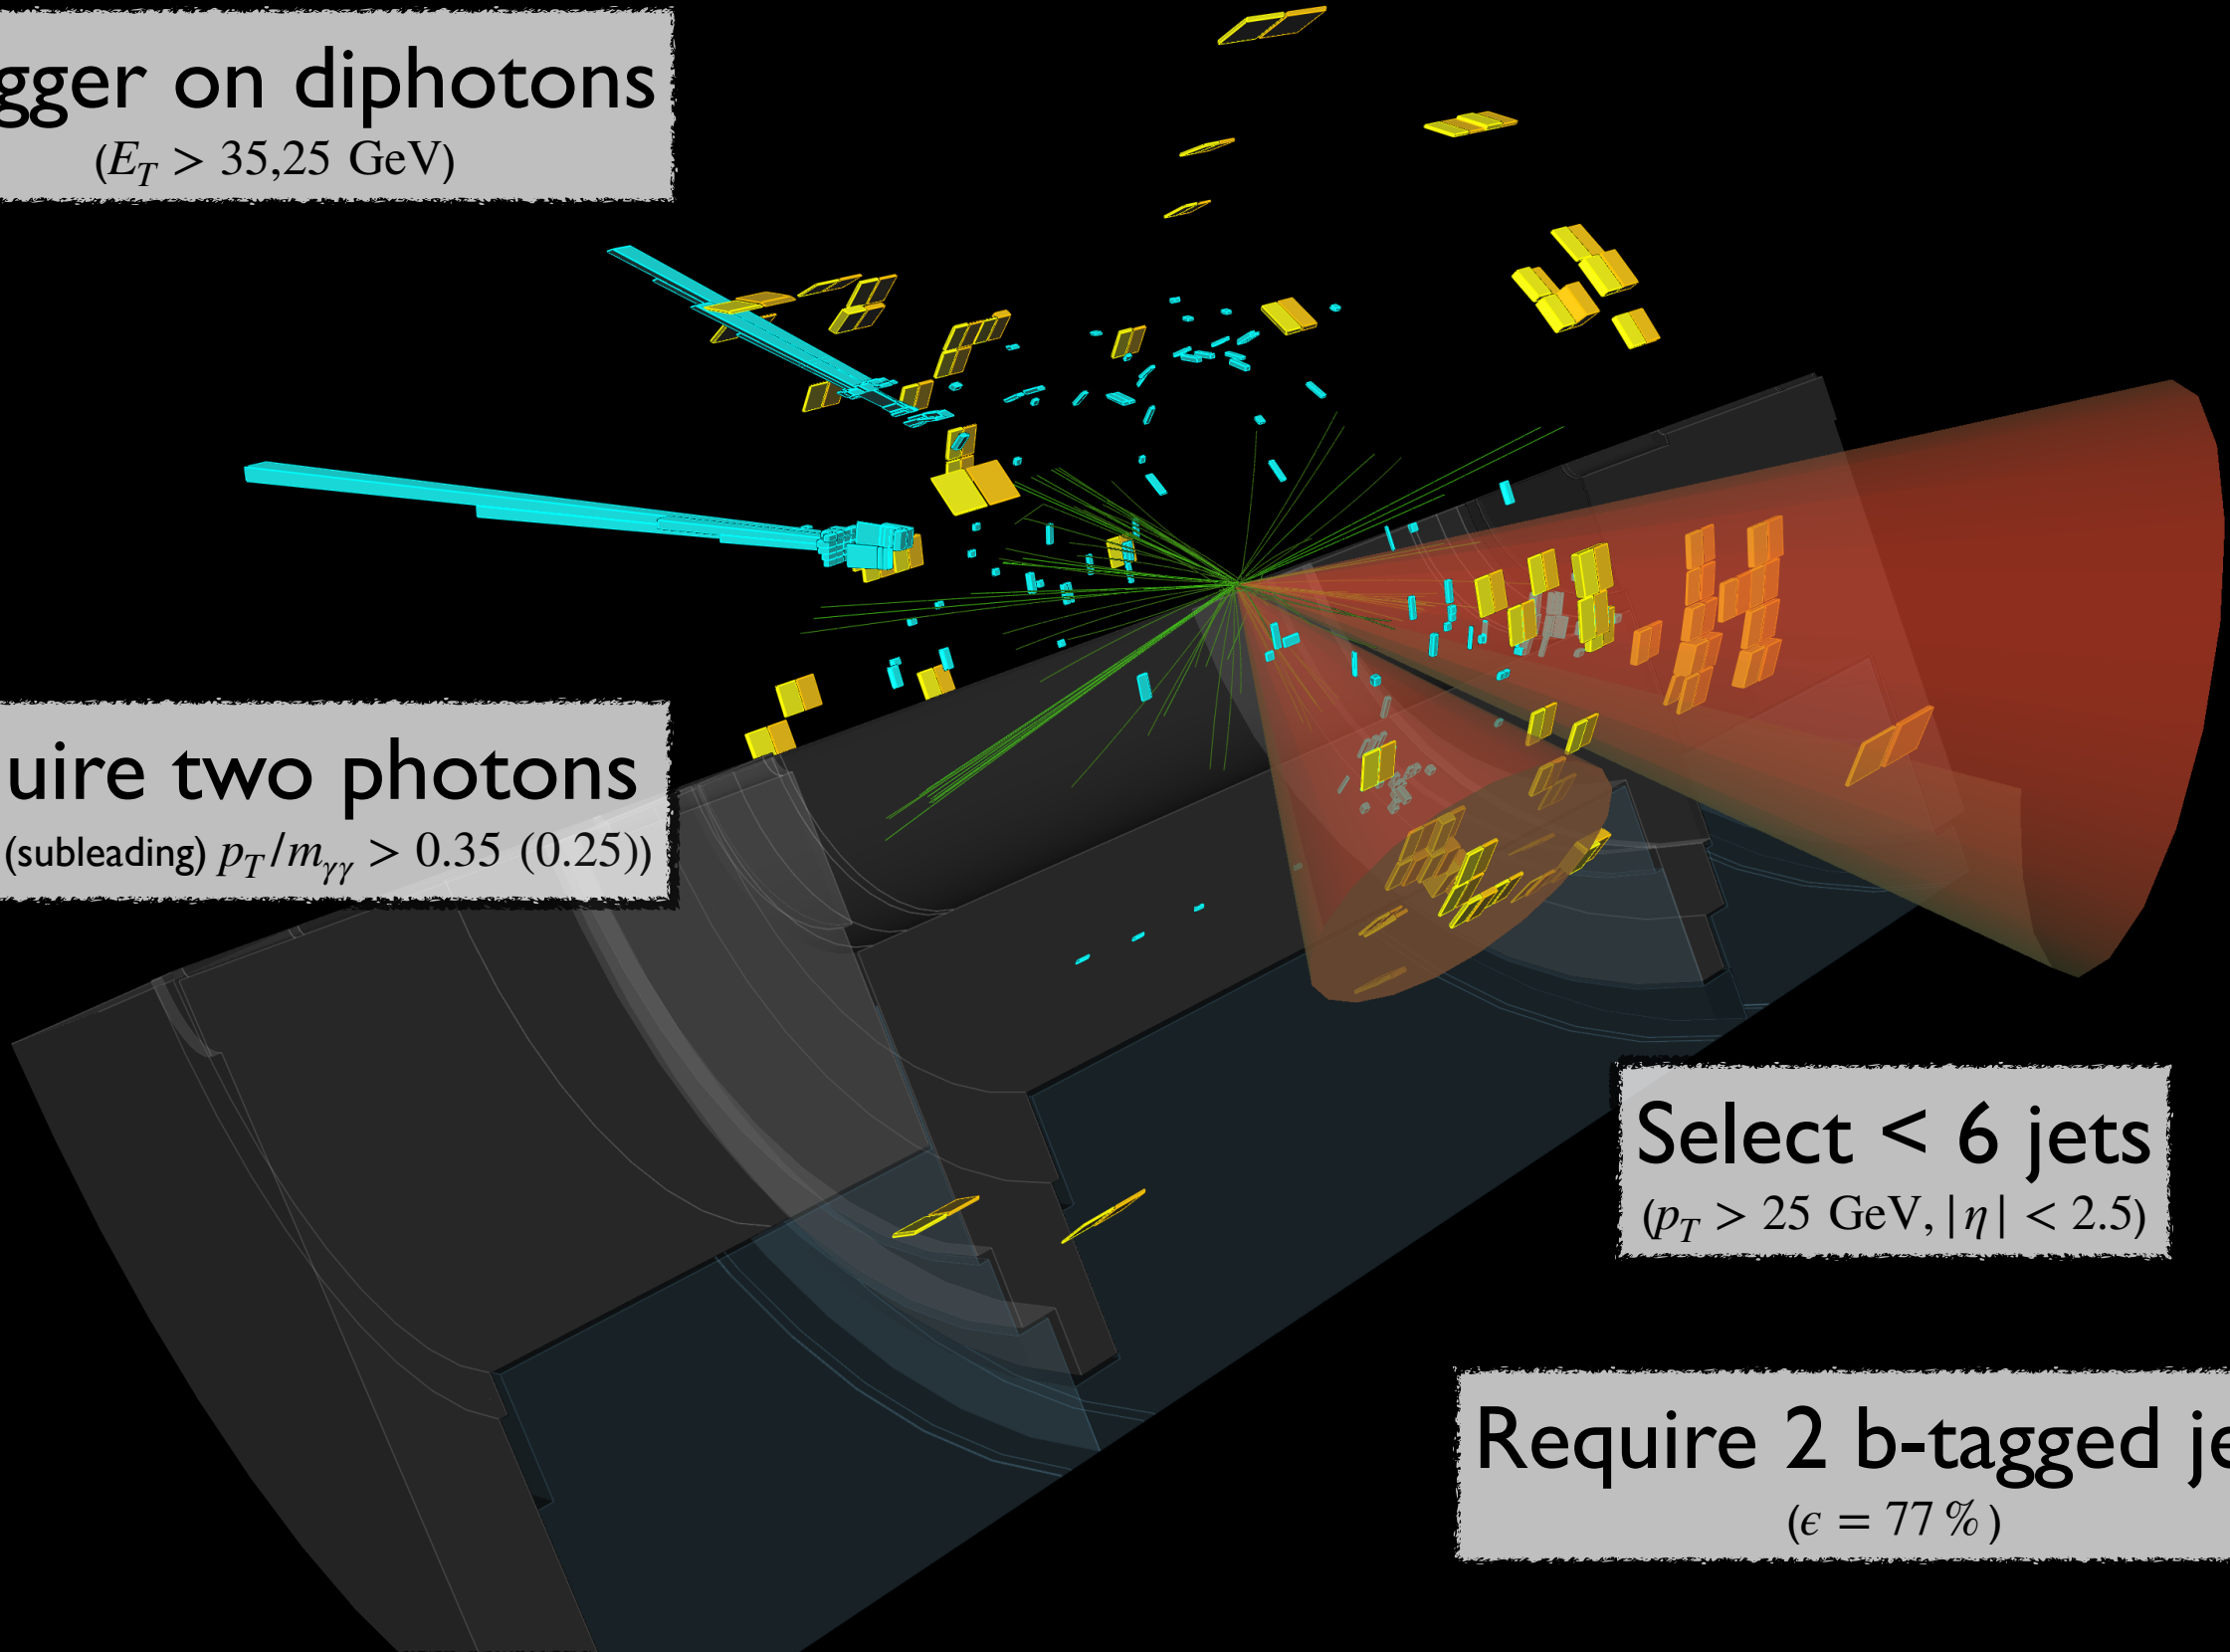 gger on diphotons
(E_T > 35,25 GeV)
uire two photons
(subleading) p_T/m_γγ > 0.35 (0.25))
Select < 6 jets
(p_T > 25 GeV, |η| < 2.5)
Require 2 b-tagged je
(ϵ = 77 %)